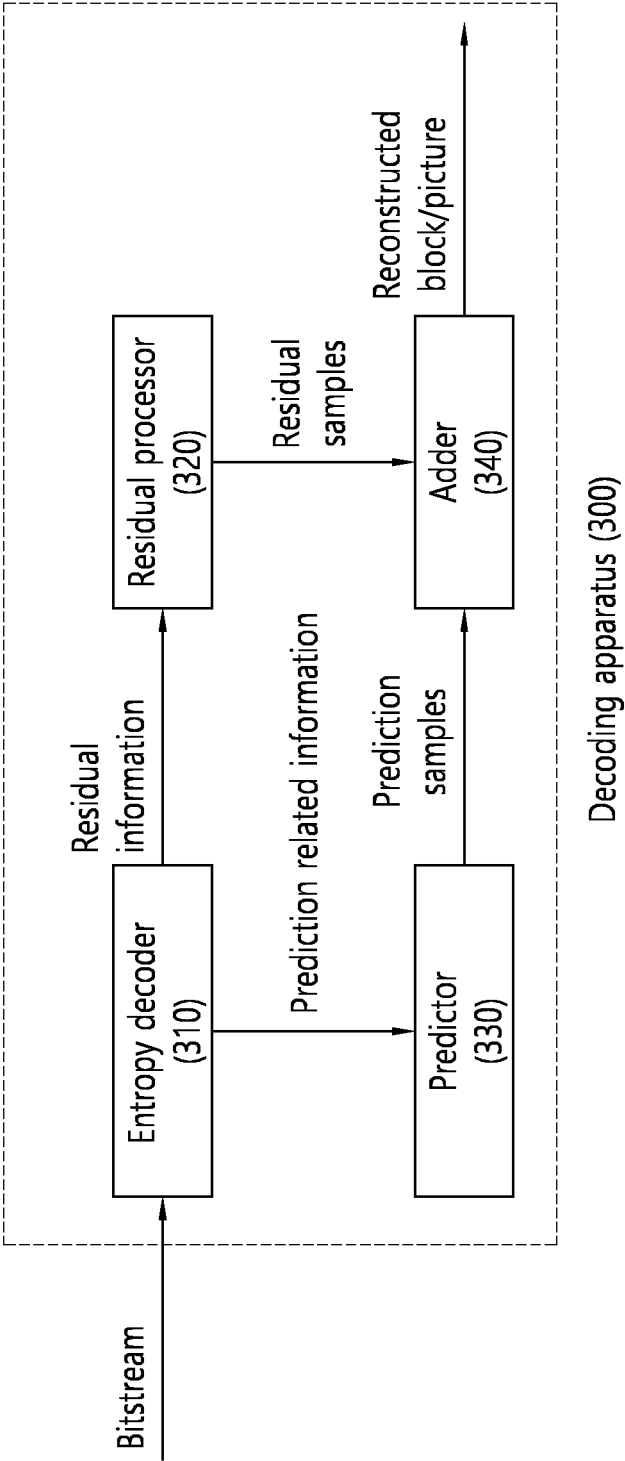 Bitstream
Entropy decoder
(310)
Residual
information
Residual processor
(320)
Prediction related information
Residual
samples
Predictor
(330)
Prediction
samples
Adder
(340)
Reconstructed
block/picture
Decoding apparatus (300)